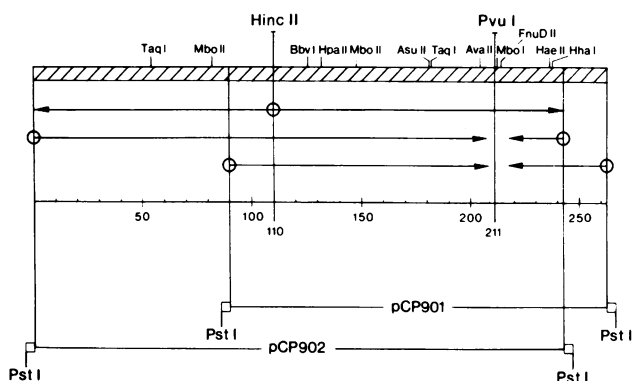 Hinc II Pvu I
FnuD II
Taq I Mbo II Bbv I Hpa II Mbo II Asu II Taq I Ava II Mbo I Hae II Hha I
50 100 150 200 250
110 211
pCP901
Pst I Pst I
pCP902
Pst I Pst I